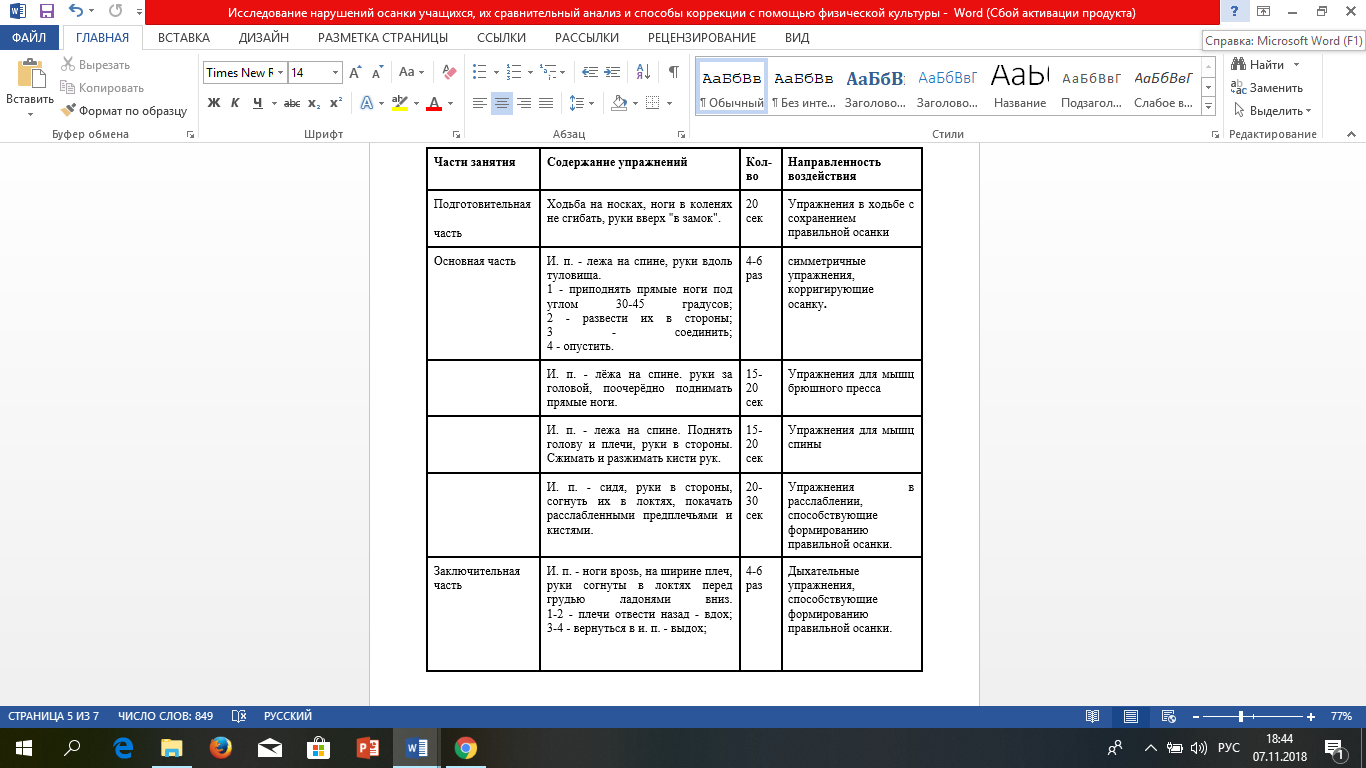 Исследование нарушений осанки учащихся, их сравнительный анализ и способы коррекции с помощью физической культуры - Word (Сбой активации продукта)
ФАЙЛ ГЛАВНАЯ ВСТАВКА ДИЗАЙН РАЗМЕТКА СТРАНИЦЫ ССЫЛКИ РАССЫЛКИ РЕЦЕНЗИРОВАНИЕ ВИД
Справка: Microsoft Word (F1)
Вставить
Вырезать
Копировать
Формат по образцу
Буфер обмена
Times New R 14
Ж К Ч abc x₂ x²
Шрифт
Абзац
АаБбВв АаБбВв АаБбВ АаБбВвГ АаБ АаБбВвГ АаБбВвГ
¶ Обычный ¶ Без инте... Заголово... Заголово... Название Подзагол... Слабое в...
Стили
Найти
Заменить
Выделить
Редактирование
Части занятия
Содержание упражнений
Кол-
во
Направленность
воздействия
Подготовительная
часть
Ходьба на носках, ноги в коленях
не сгибать, руки вверх "в замок".
20
сек
Упражнения в ходьбе с
сохранением
правильной осанки
Основная часть
И. п. - лежа на спине, руки вдоль
туловища.
1 - приподнять прямые ноги под
углом 30-45 градусов;
2 - развести их в стороны;
3 - соединить;
4 - опустить.
4-6
раз
симметричные
упражнения,
корригирующие
осанку.
И. п. - лёжа на спине. руки за
головой, поочерёдно поднимать
прямые ноги.
15-
20
сек
Упражнения для мышц
брюшного пресса
И. п. - лежа на спине. Поднять
голову и плечи, руки в стороны.
Сжимать и разжимать кисти рук.
15-
20
сек
Упражнения для мышц
спины
И. п. - сидя, руки в стороны,
согнуть их в локтях, покачать
расслабленными предплечьями и
кистями.
20-
30
сек
Упражнения в
расслаблении,
способствующие
формированию
правильной осанки.
Заключительная
часть
И. п. - ноги врозь, на ширине плеч,
руки согнуты в локтях перед
грудью ладонями вниз.
1-2 - плечи отвести назад - вдох;
3-4 - вернуться в и. п. - выдох;
4-6
раз
Дыхательные
упражнения,
способствующие
формированию
правильной осанки.
СТРАНИЦА 5 ИЗ 7 ЧИСЛО СЛОВ: 849 РУССКИЙ 77%
РУС
18:44
07.11.2018